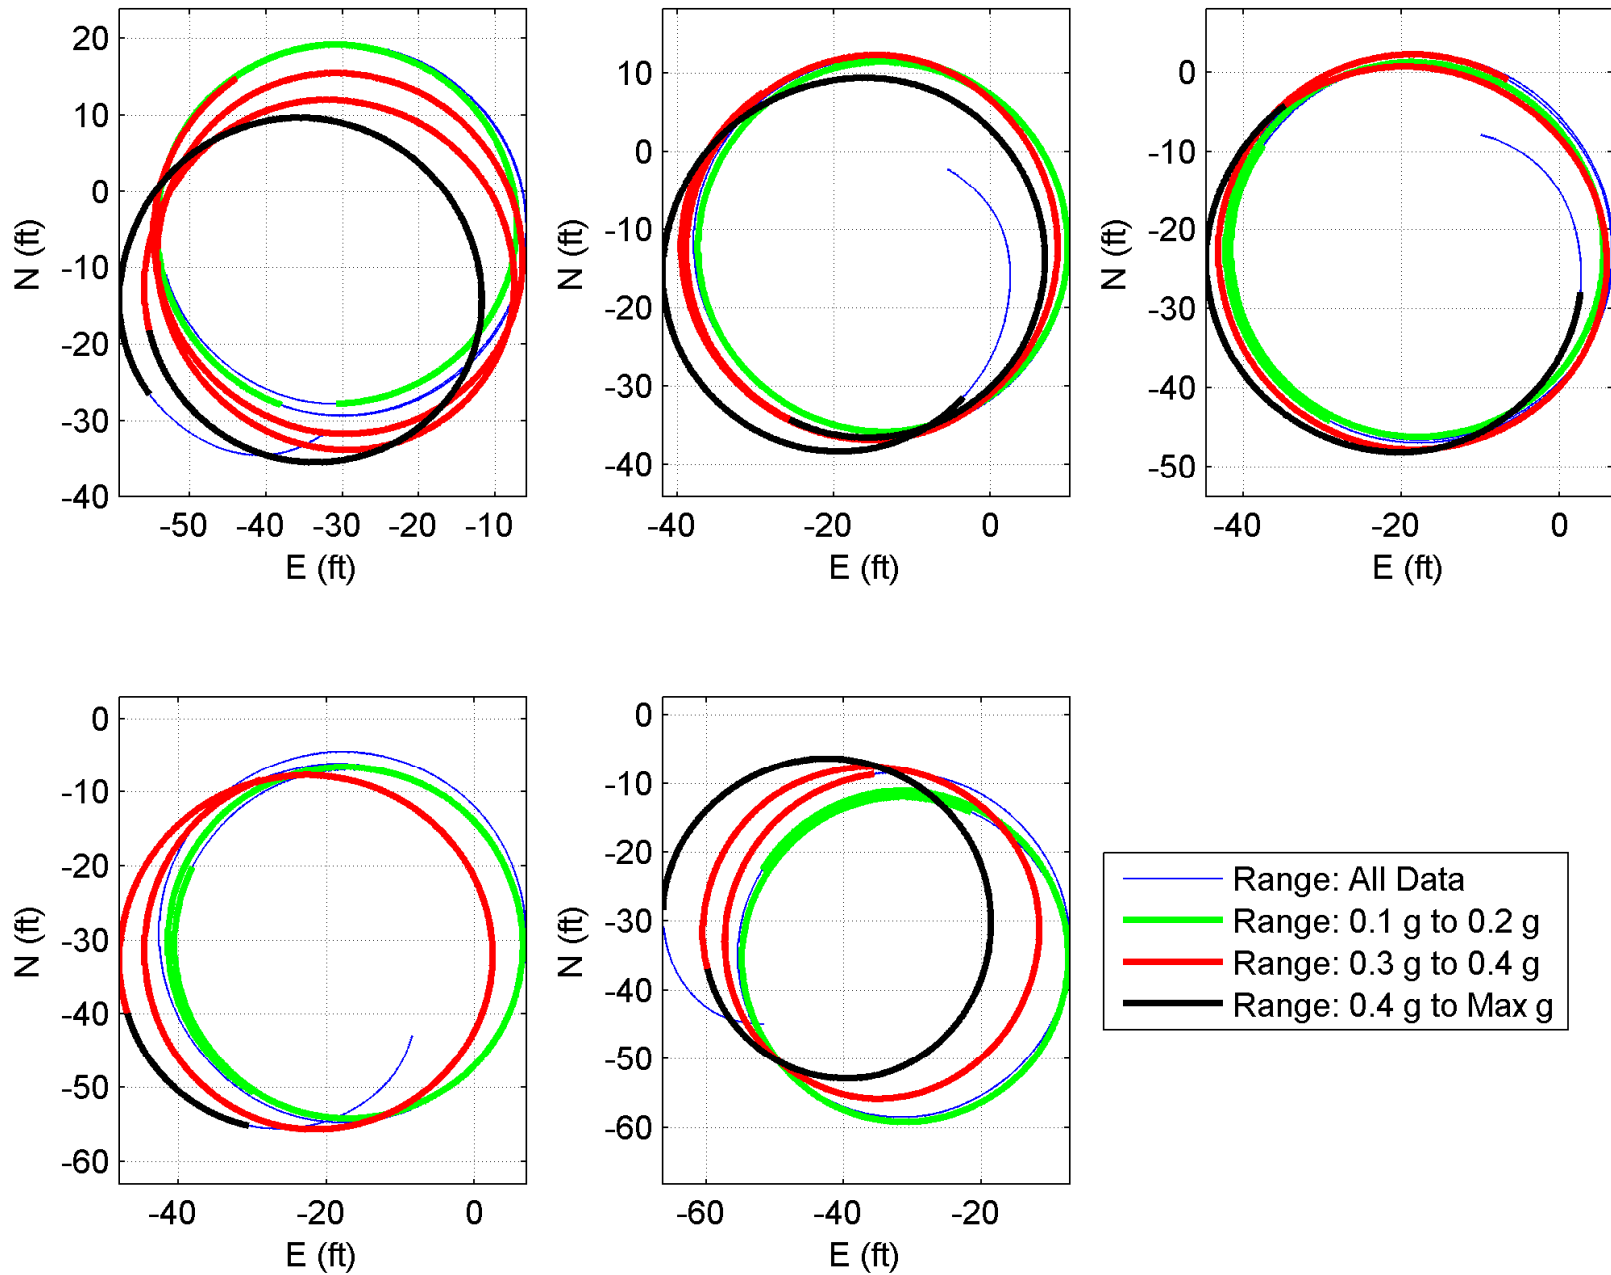 20
10
0
-10
-20
-30
-40
-50 -40 -30 -20 -10
N (ft)
E (ft)
10
0
-10
-20
-30
-40
-40 -20 0
N (ft)
E (ft)
0
-10
-20
-30
-40
-50
-40 -20 0
N (ft)
E (ft)
0
-10
-20
-30
-40
-50
-60
-40 -20 0
N (ft)
E (ft)
0
-10
-20
-30
-40
-50
-60
-60 -40 -20
N (ft)
E (ft)
Range: All Data
Range: 0.1 g to 0.2 g
Range: 0.3 g to 0.4 g
Range: 0.4 g to Max g